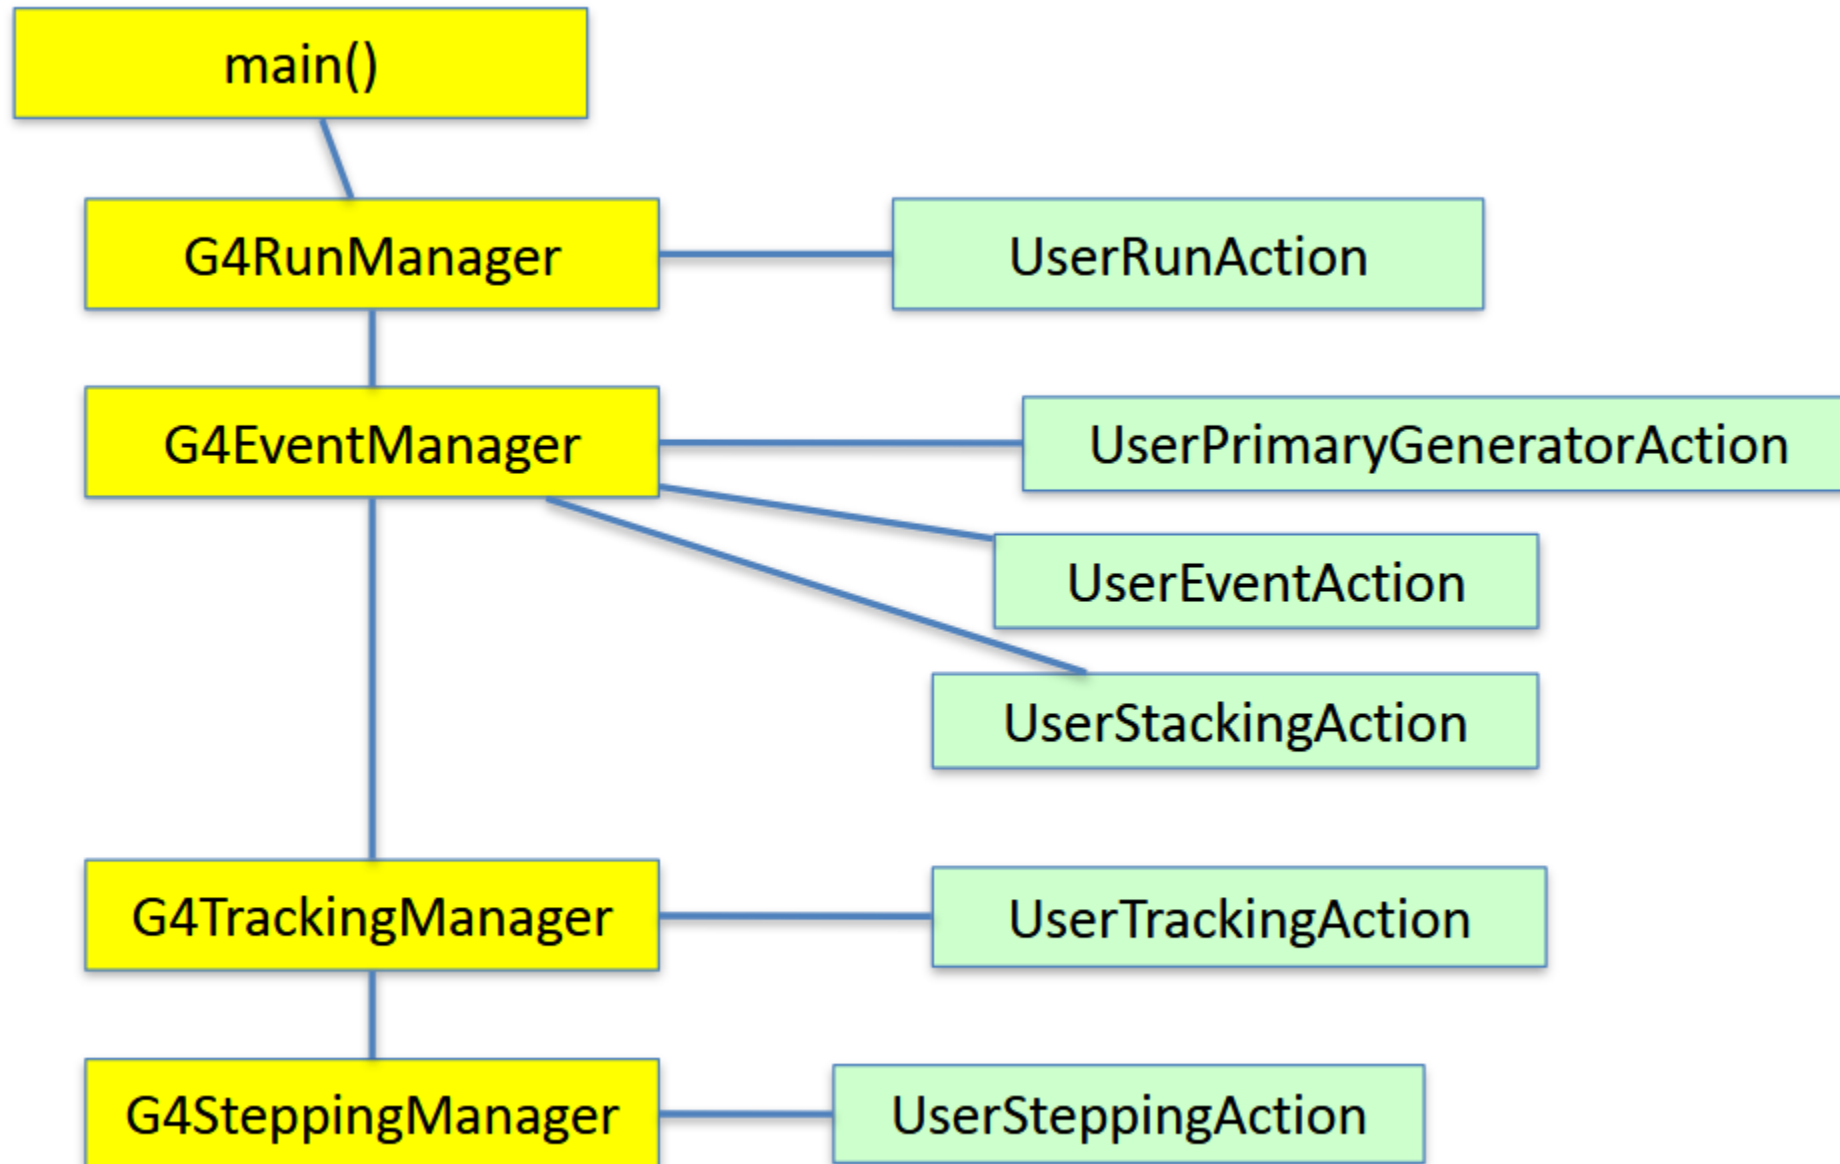 main()
G4RunManager
UserRunAction
G4EventManager
UserPrimaryGeneratorAction
UserEventAction
UserStackingAction
G4TrackingManager
UserTrackingAction
G4SteppingManager
UserSteppingAction